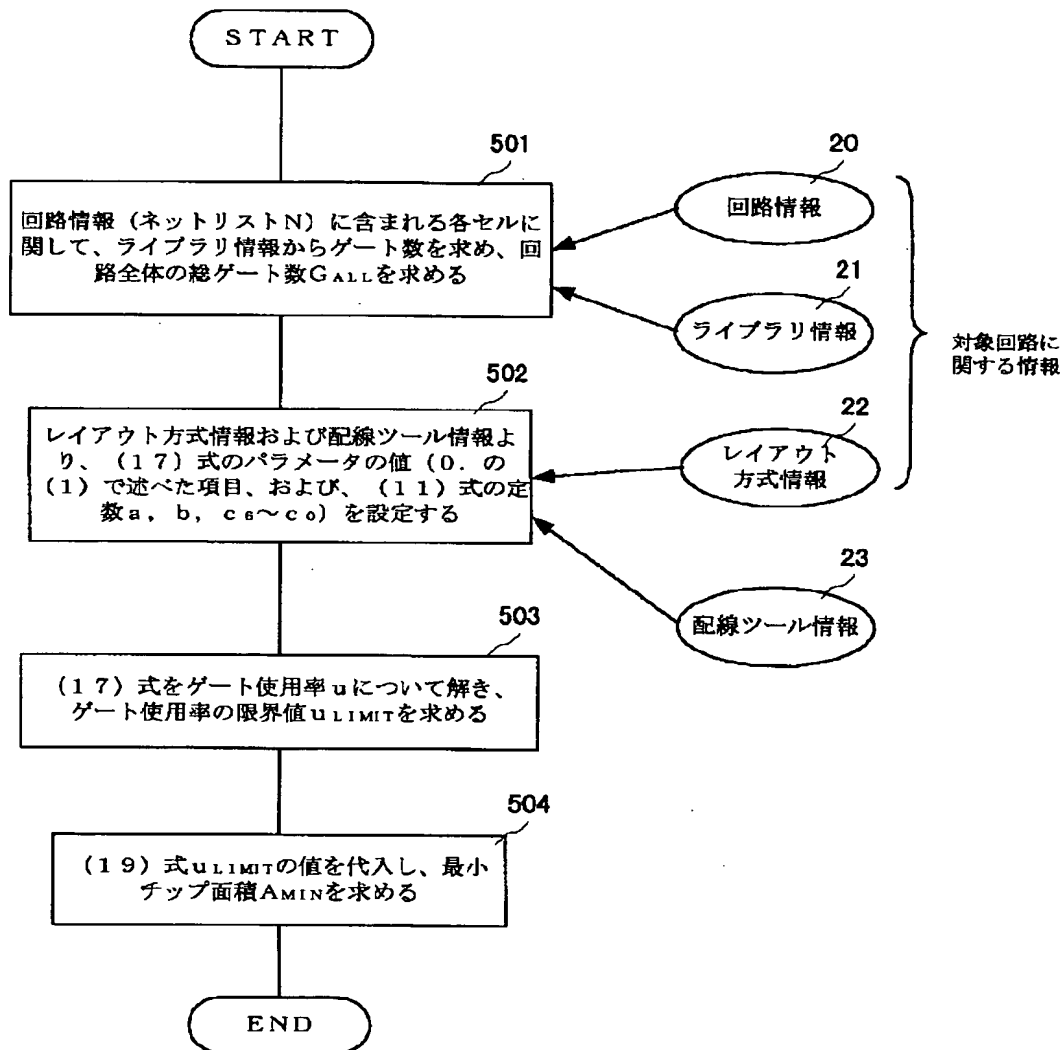 START
501
回路情報（ネットリストN）に含まれる各セルに
関して、ライブラリ情報からゲート数を求め、回
路全体の総ゲート数GALLを求める
20
回路情報
21
ライブラリ情報
対象回路に
関する情報
502
レイアウト方式情報および配線ツール情報よ
り、（17）式のパラメータの値（0．の
（1）で述べた項目、および、（11）式の定
数a，b，c6～c0）を設定する
22
レイアウト
方式情報
23
配線ツール情報
503
（17）式をゲート使用率uについて解き、
ゲート使用率の限界値uLIMITを求める
504
（19）式uLIMITの値を代入し、最小
チップ面積AMINを求める
END